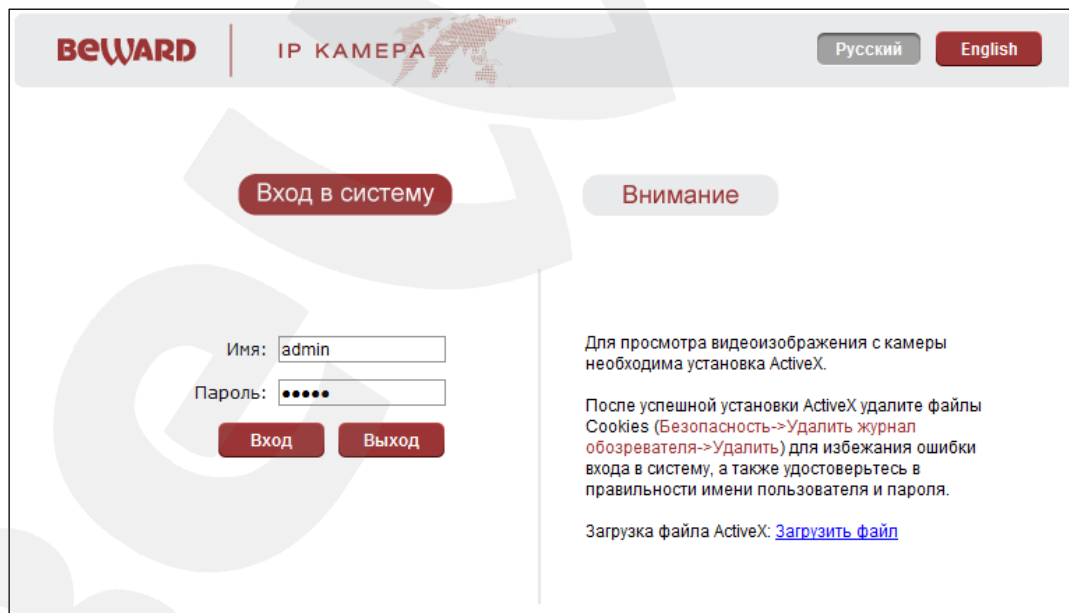 BEWARD
IP КАМЕРА
Русский
English
Вход в систему
Внимание
Имя: admin
Пароль: •••••
Вход
Выход
Для просмотра видеоизображения с камеры
необходима установка ActiveX.
После успешной установки ActiveX удалите файлы
Cookies (Безопасность->Удалить журнал
обозревателя->Удалить) для избежания ошибки
входа в систему, а также удостоверьтесь в
правильности имени пользователя и пароля.
Загрузка файла ActiveX: Загрузить файл